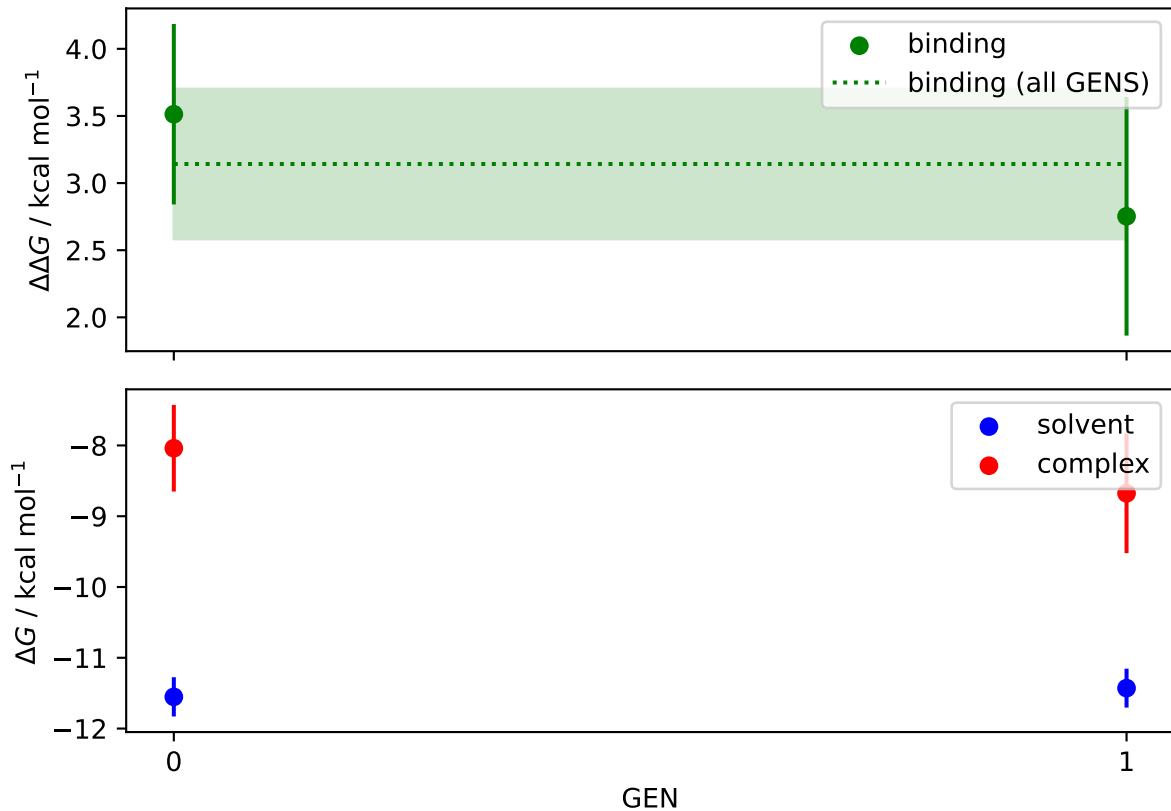 ΔΔG / kcal mol⁻¹
4.0
3.5
3.0
2.5
2.0
binding
binding (all GENS)
ΔG / kcal mol⁻¹
−8
−9
−10
−11
−12
solvent
complex
0
1
GEN